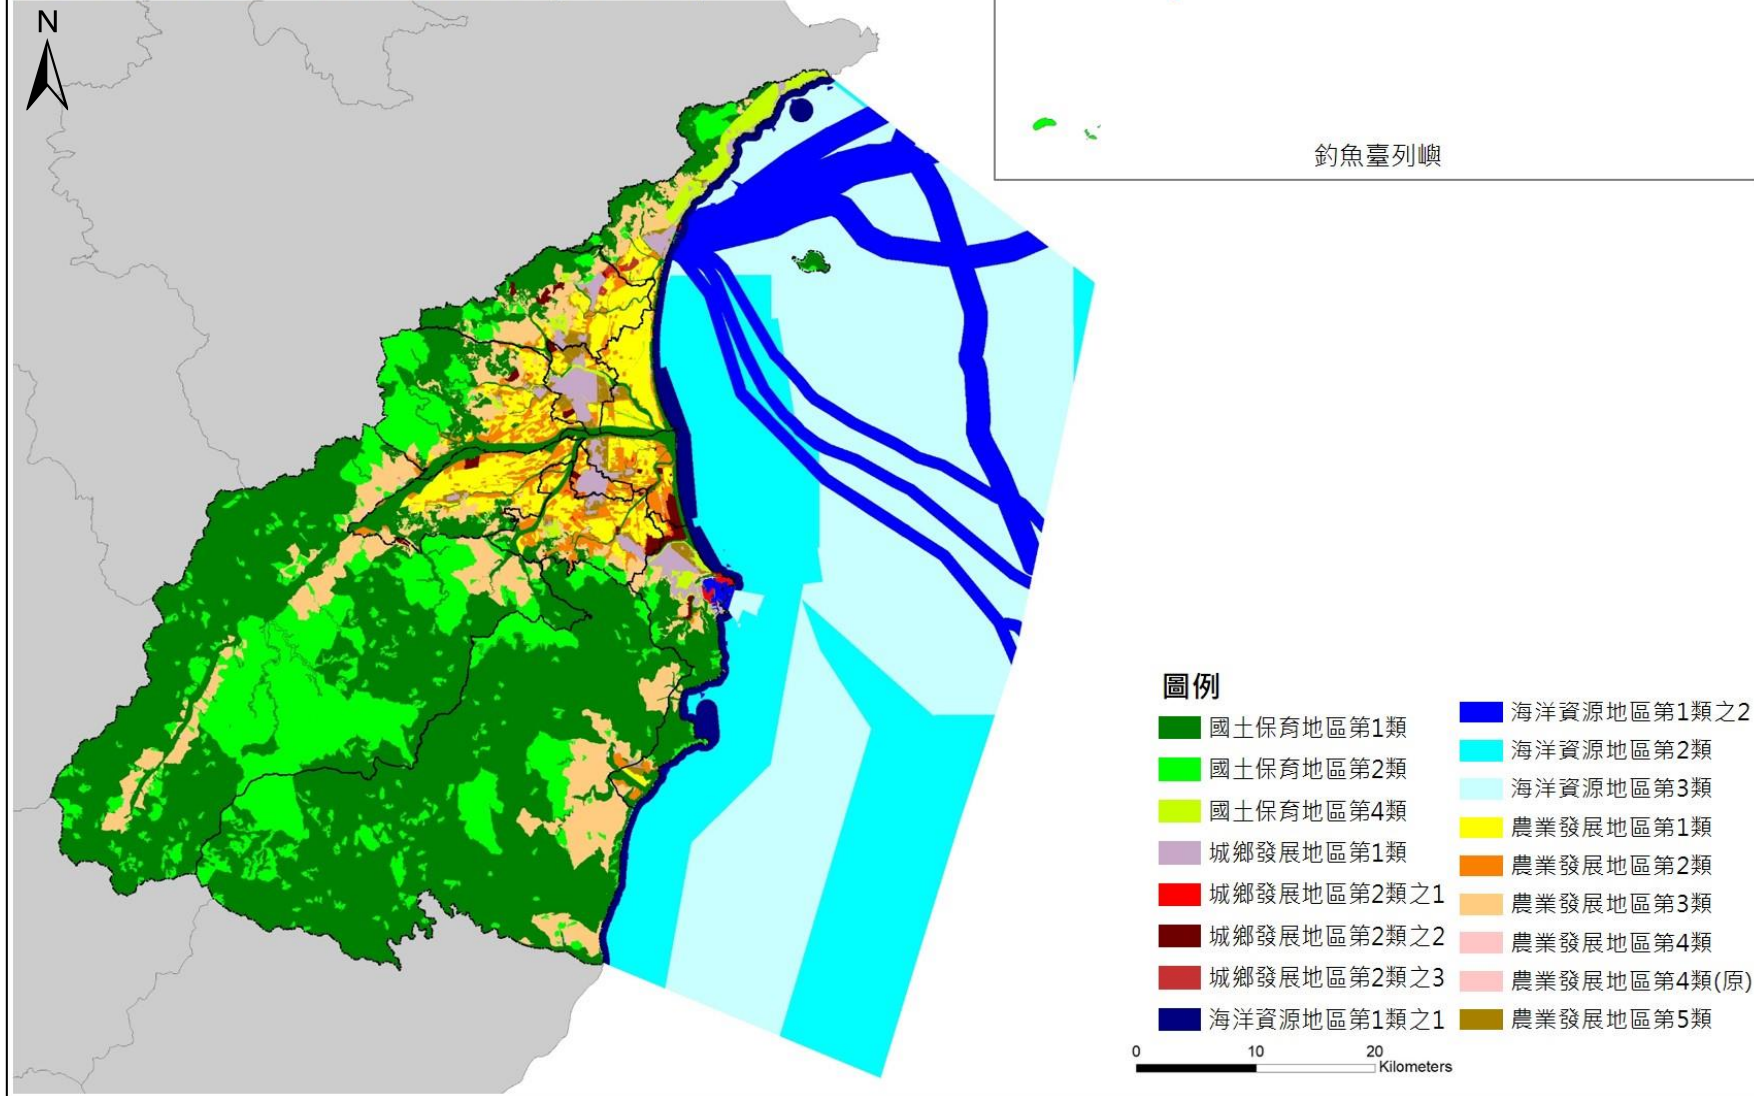 N
釣魚臺列嶼
圖例
國土保育地區第1類
國土保育地區第2類
國土保育地區第4類
城鄉發展地區第1類
城鄉發展地區第2類之1
城鄉發展地區第2類之2
城鄉發展地區第2類之3
海洋資源地區第1類之1
海洋資源地區第1類之2
海洋資源地區第2類
海洋資源地區第3類
農業發展地區第1類
農業發展地區第2類
農業發展地區第3類
農業發展地區第4類
農業發展地區第4類(原)
農業發展地區第5類
0 10 20
Kilometers